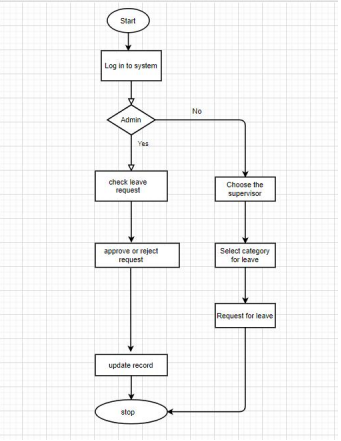 Start
Log in to system
Admin
No
Yes
check leave
request
Choose the
supervisor
approve or reject
request
Select category
for leave
Request for leave
update record
stop